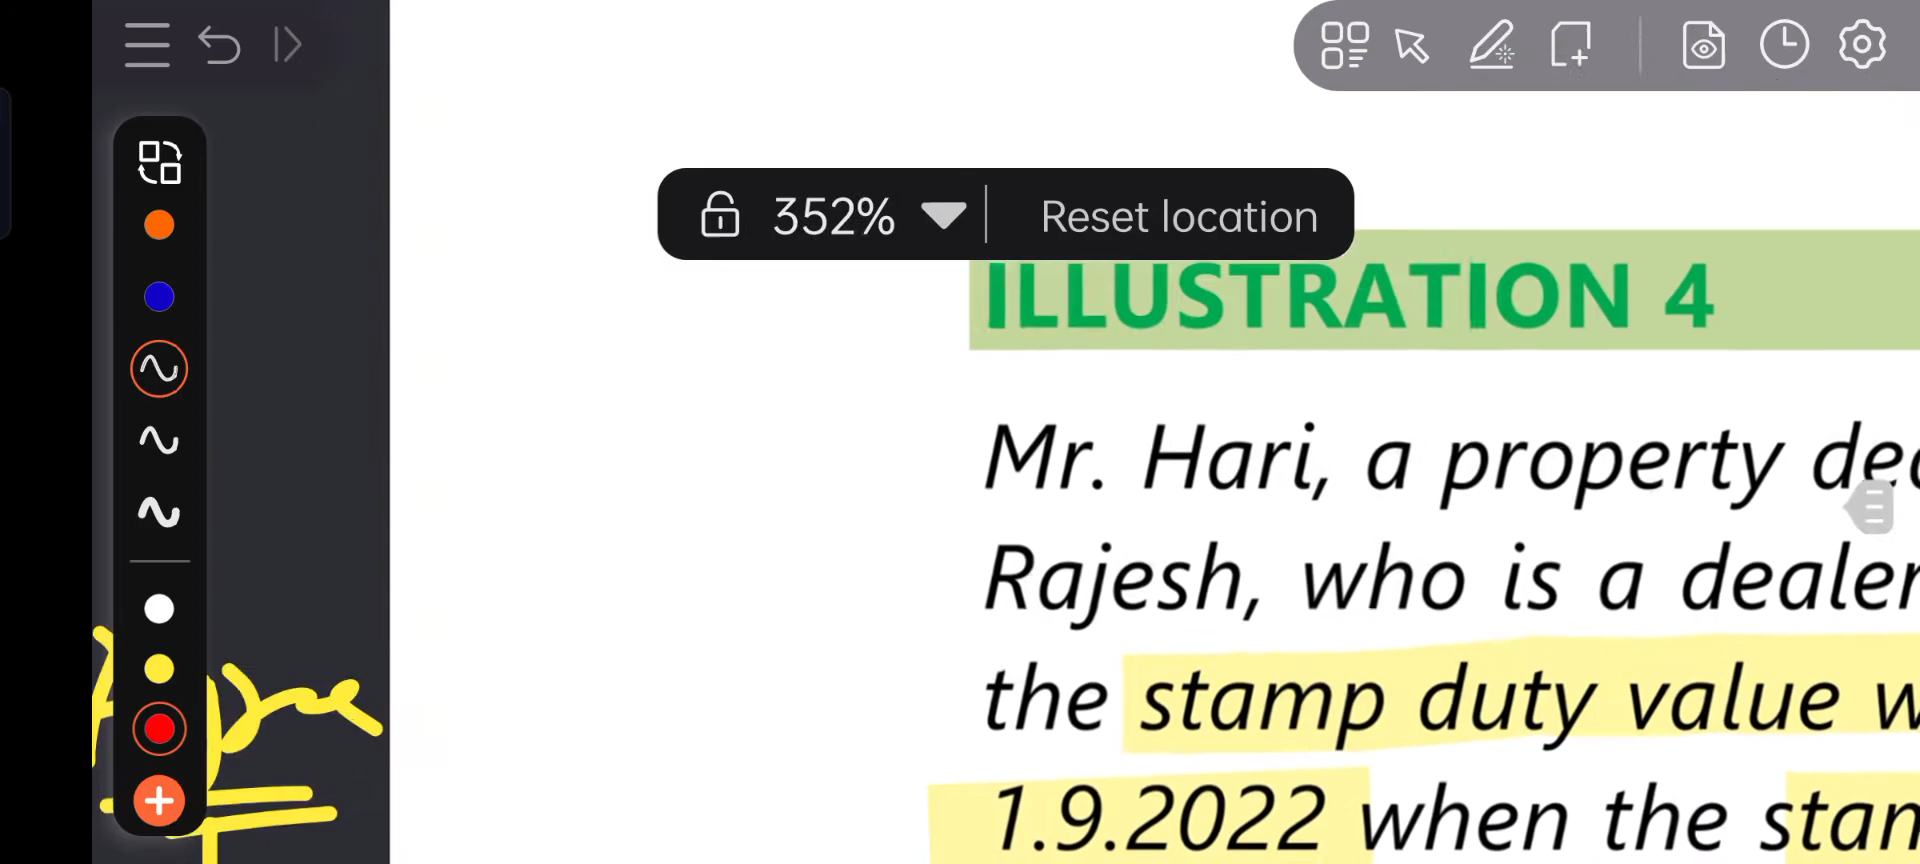 352% Reset location
ILLUSTRATION 4
Mr. Hari, a property
Rajesh, who is a dealer
the stamp duty value
1.9.2022 when the